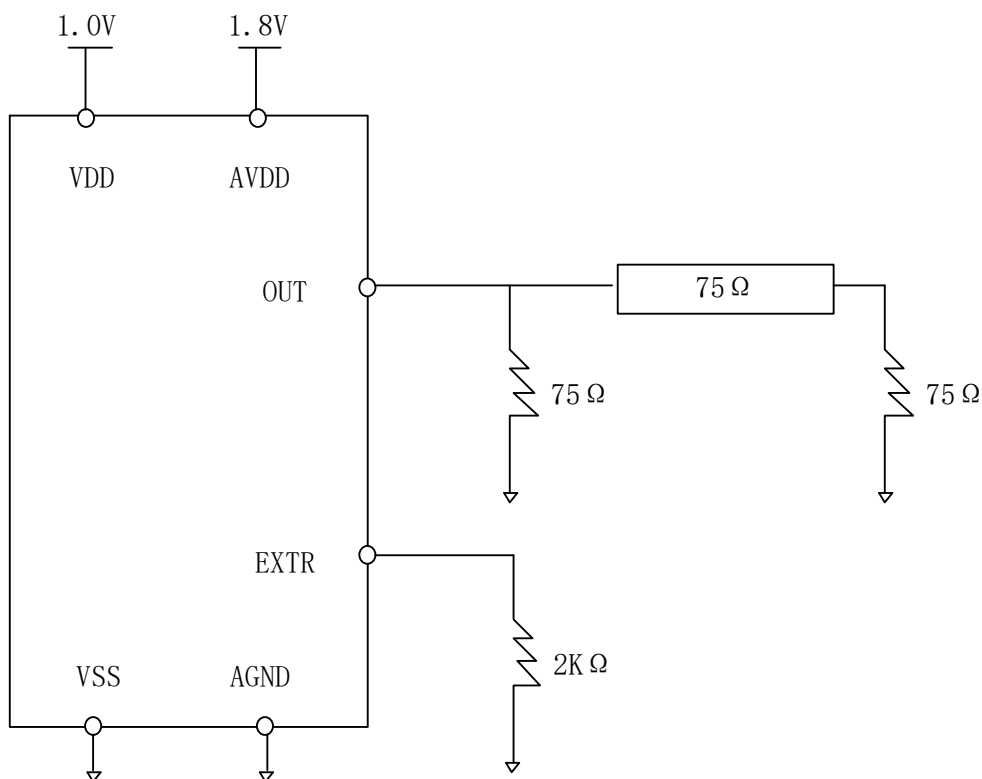 1.0V
1.8V
VDD
AVDD
OUT
75Ω
75Ω
75Ω
EXTR
2KΩ
VSS
AGND